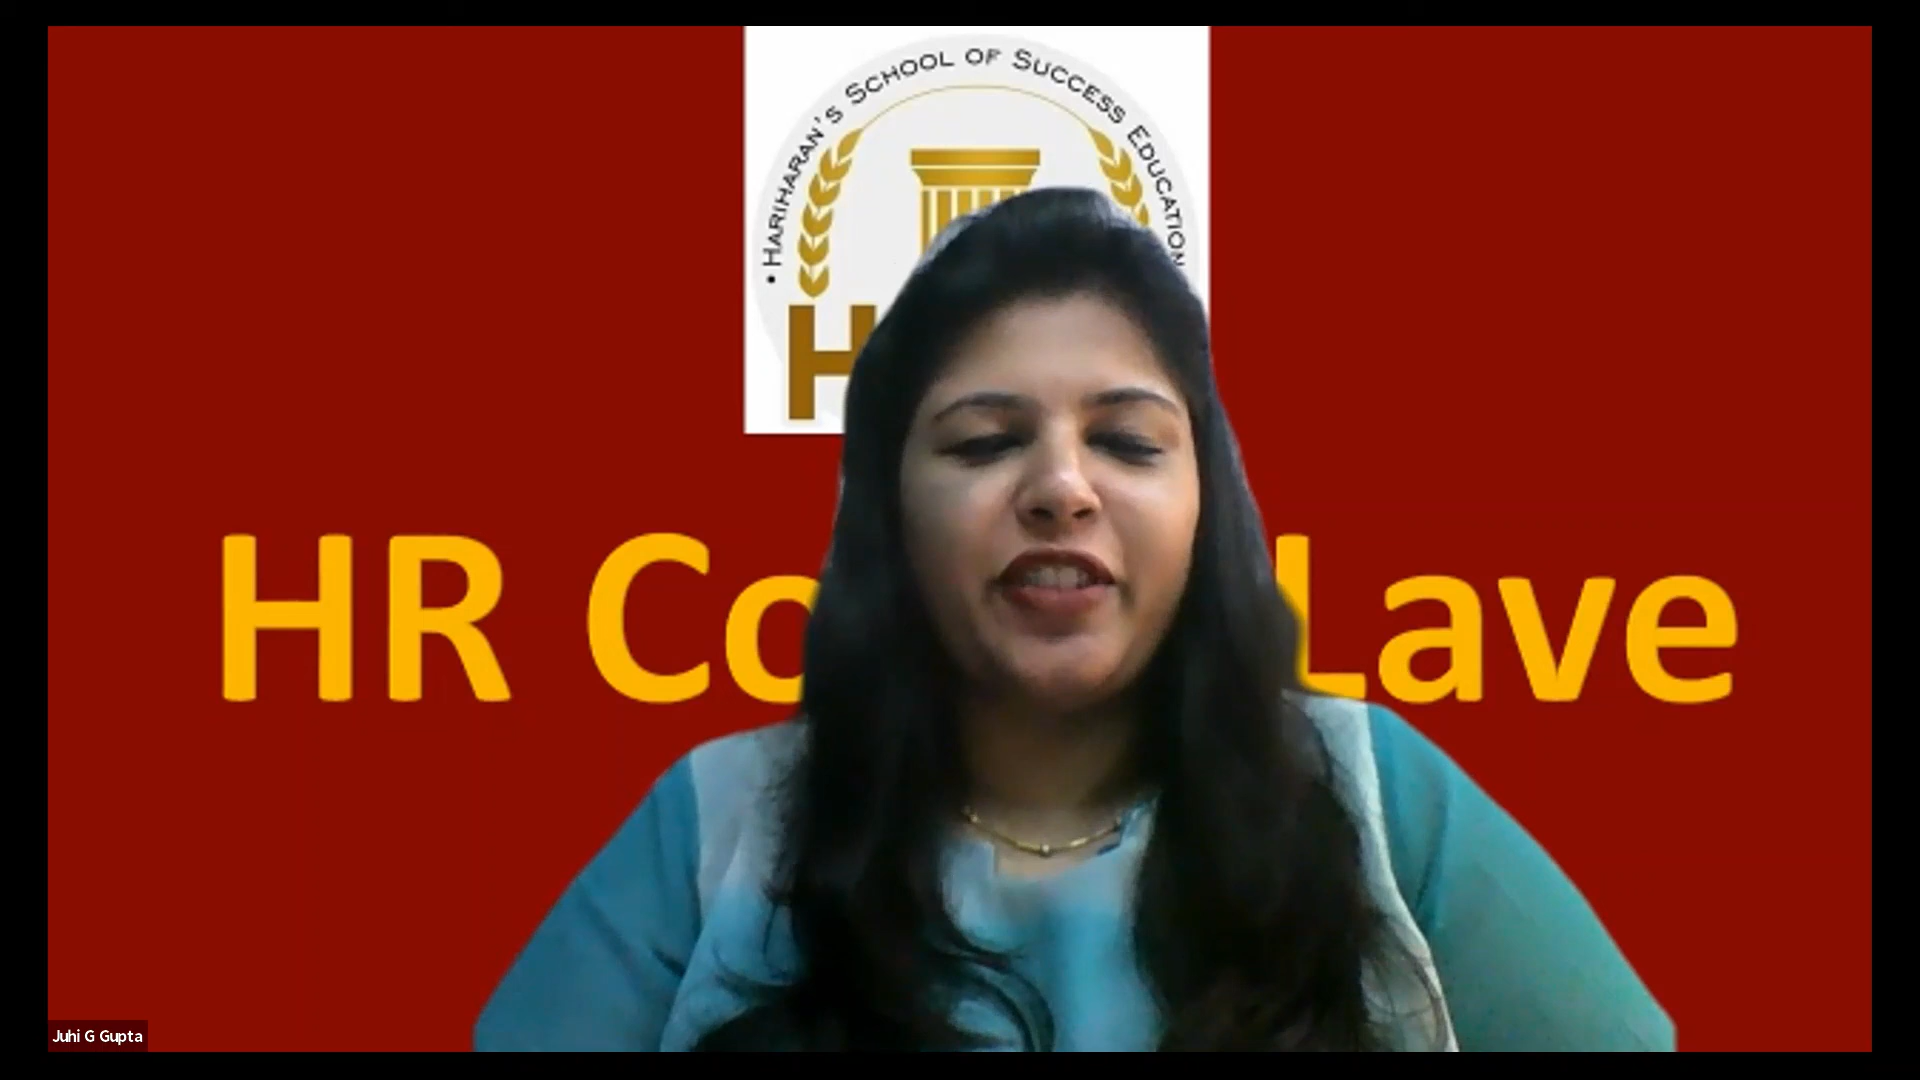 • HARIHARAN'S SCHOOL OF SUCCESS EDUCATION
H
HR Co Lave
Juhi G Gupta